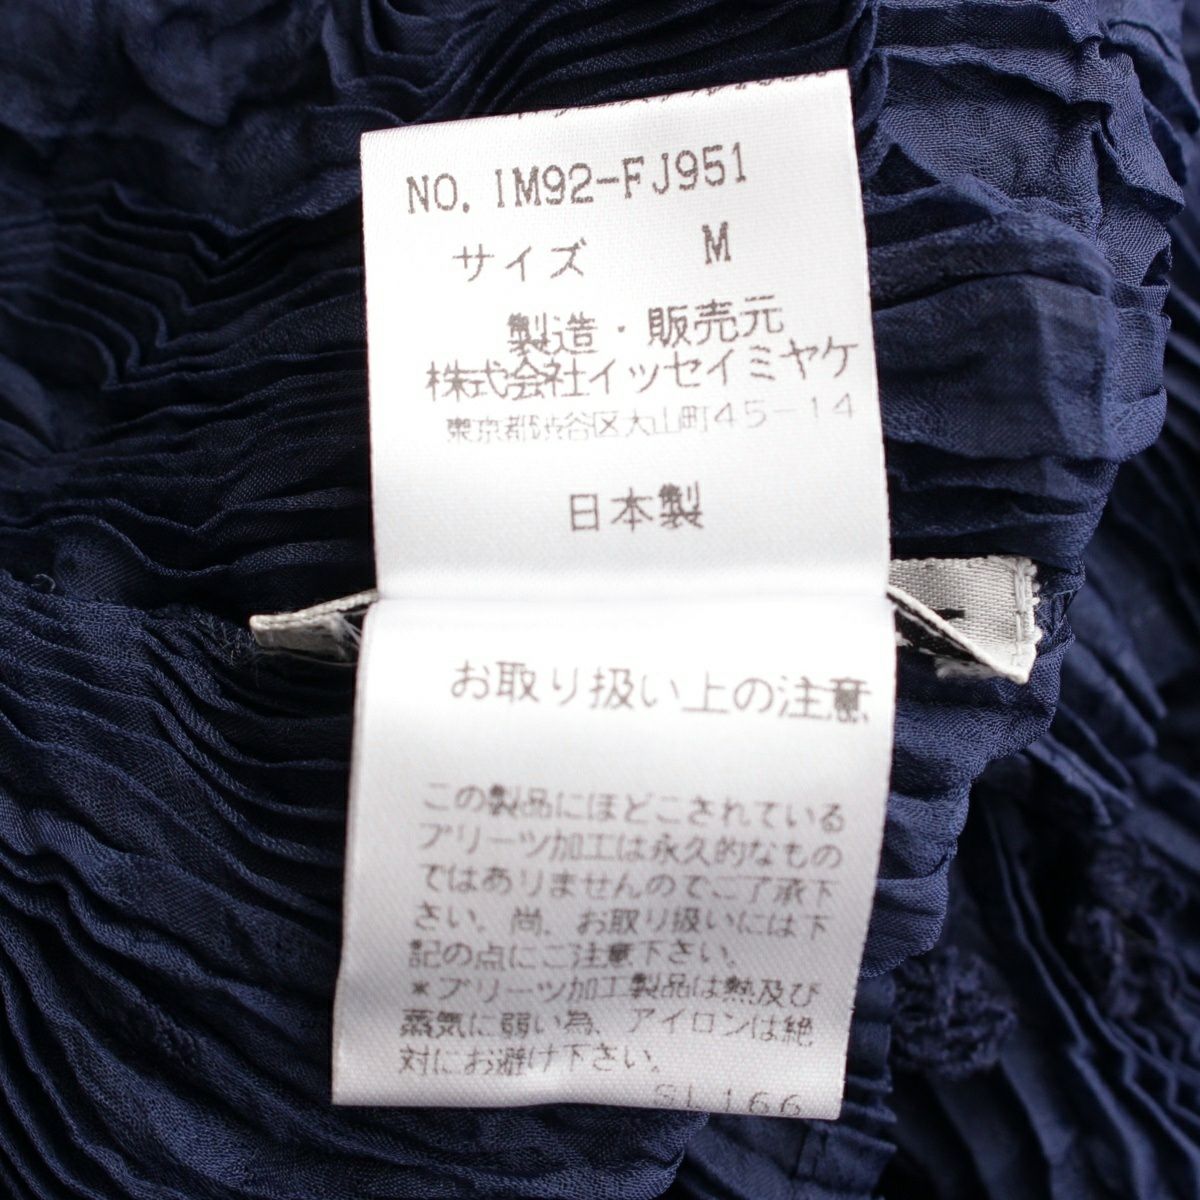 NO. IM92-FJ951
サイズ M
製造・販売元
株式会社イッセイミヤケ
東京都渋谷区大山町45-14
日本製
お取り扱い上の注意
この製品にほどこされている
プリーツ加工は永久的なもの
ではありませんのでご了承下
さい。尚、お取り扱いには下
記の点にご注意下さい。
*プリーツ加工製品は熱及び
蒸気に弱い為、アイロンは絶
対にお避け下さい。
SL 166